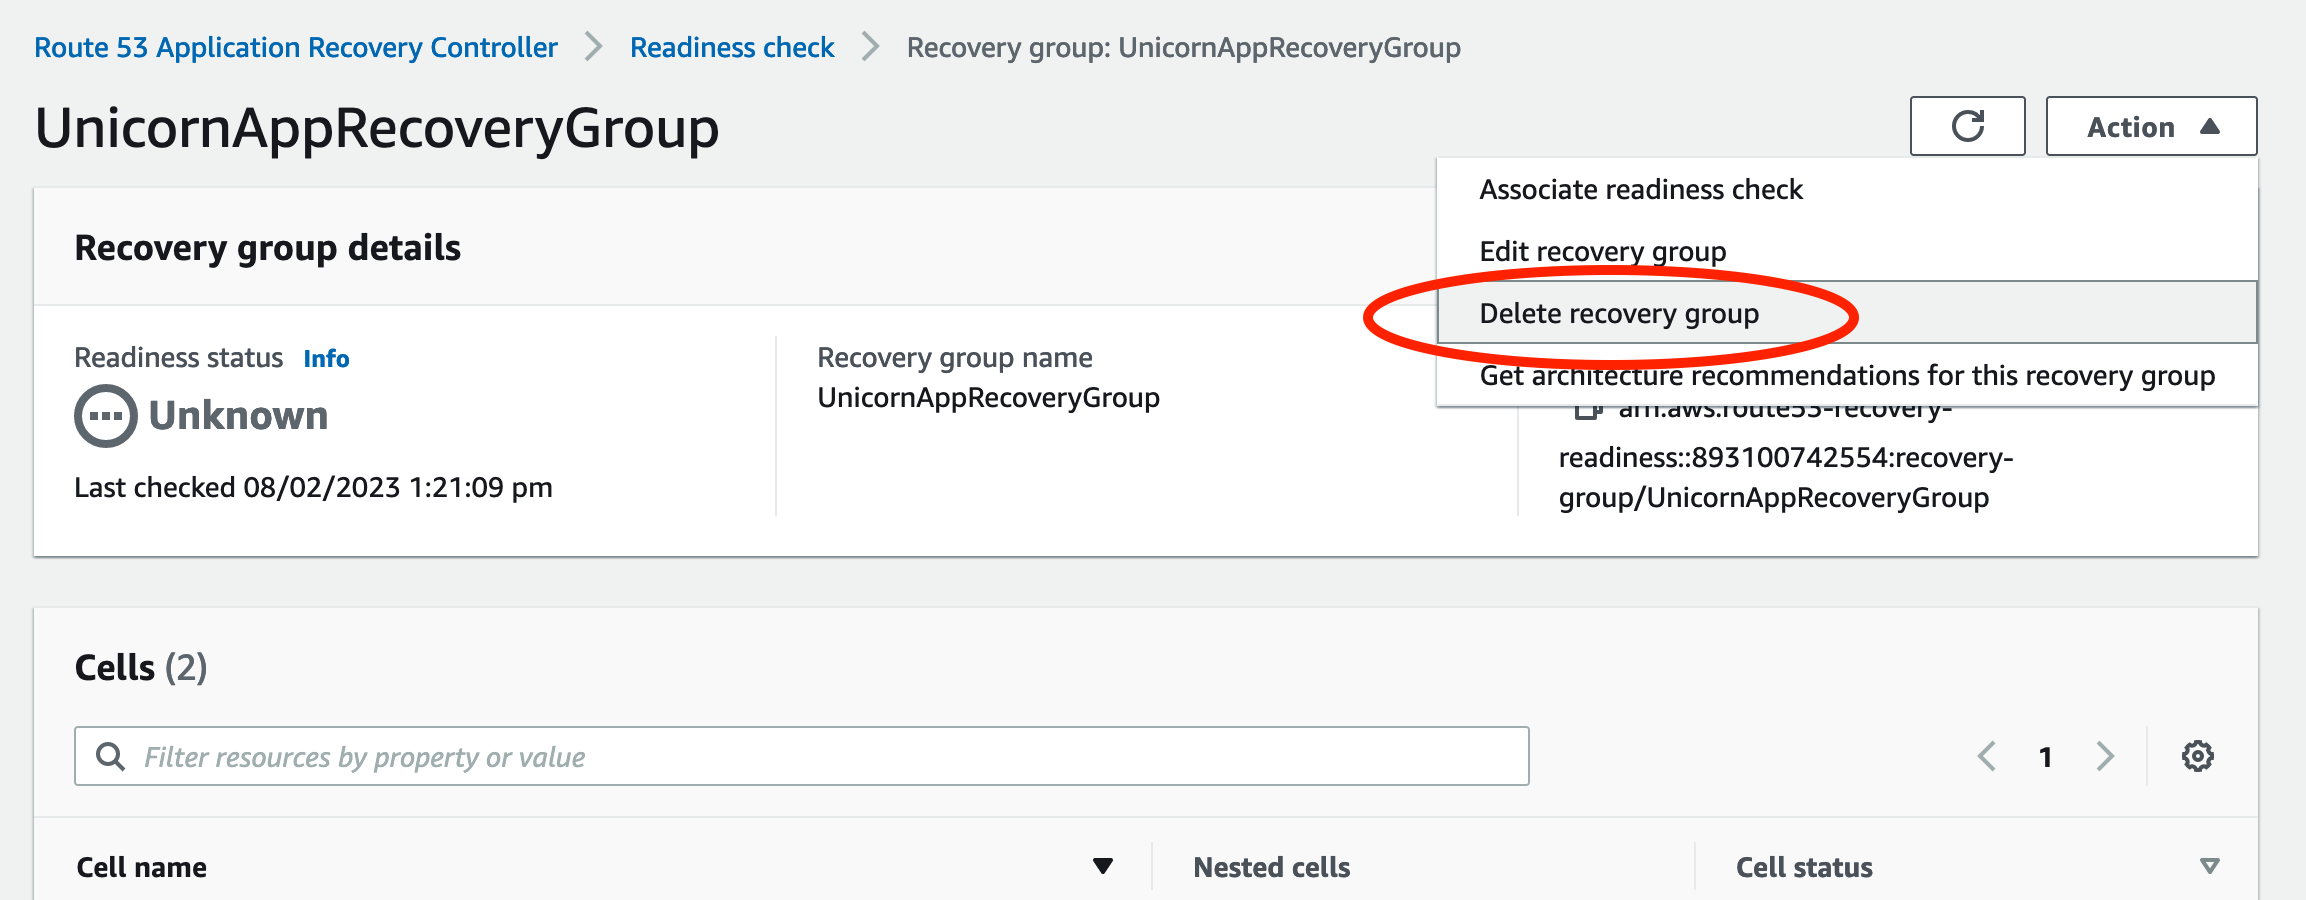 Route 53 Application Recovery Controller > Readiness check > Recovery group: UnicornAppRecoveryGroup
UnicornAppRecoveryGroup
Action
Associate readiness check
Edit recovery group
Delete recovery group
Get architecture recommendations for this recovery group
Recovery group details
Readiness status Info
Unknown
Last checked 08/02/2023 1:21:09 pm
Recovery group name
UnicornAppRecoveryGroup
arn:aws:route53-recovery-
readiness::893100742554:recovery-
group/UnicornAppRecoveryGroup
Cells (2)
Filter resources by property or value
1
Cell name
Nested cells
Cell status